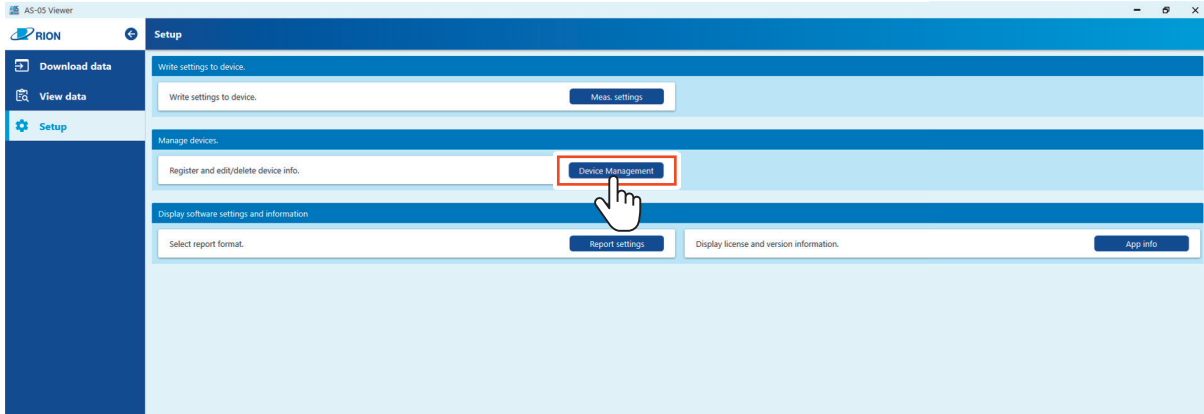 AS-05 Viewer
RION
Setup
Download data
View data
Setup
Write settings to device.
Write settings to device.
Meas. settings
Manage devices.
Register and edit/delete device info.
Device Management
Display software settings and information
Select report format.
Report settings
Display license and version information.
App info